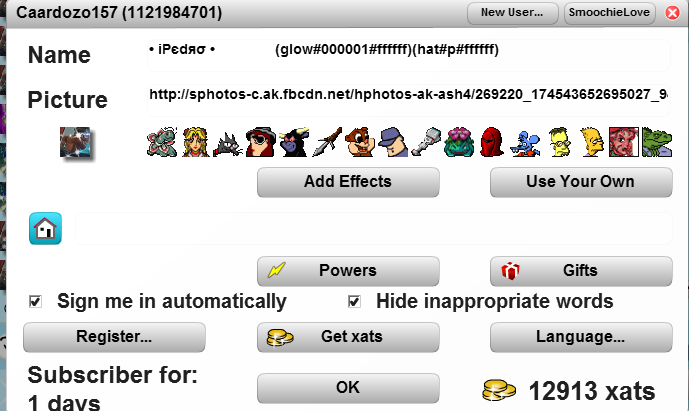 Caardozo157 (1121984701)
New User...
SmoochieLove
Name
• iPєdяσ • (glow#000001#ffffff)(hat#p#ffffff)
Picture
http://sphotos-c.ak.fbcdn.net/hphotos-ak-ash4/269220_174543652695027_9
Add Effects
Use Your Own
Powers
Gifts
Sign me in automatically
Hide inappropriate words
Register...
Get xats
Language...
Subscriber for:
1 days
OK
12913 xats